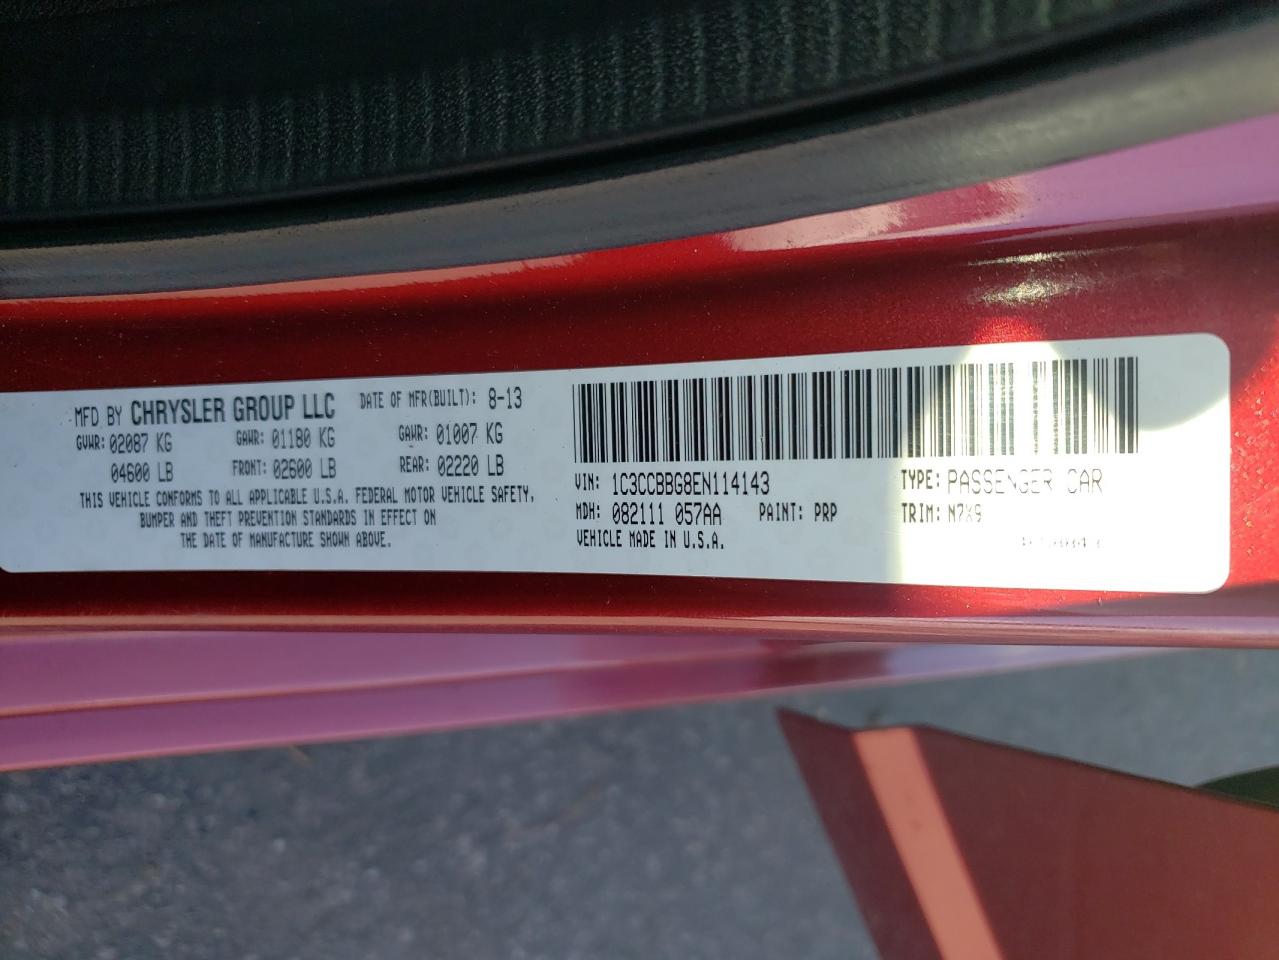 MFD BY CHRYSLER GROUP LLC DATE OF MFR(BUILT): 8-13
GVWR: 02087 KG GAWR: 01180 KG GAWR: 01007 KG
04600 LB FRONT: 02600 LB REAR: 02220 LB
THIS VEHICLE CONFORMS TO ALL APPLICABLE U.S.A. FEDERAL MOTOR VEHICLE SAFETY,
BUMPER AND THEFT PREVENTION STANDARDS IN EFFECT ON
THE DATE OF MANUFACTURE SHOWN ABOVE.
VIN: 1C3CCBBG8EN114143 TYPE: PASSENGER CAR
MDH: 082111 057AA PAINT: PRP TRIM: N7X9
VEHICLE MADE IN U.S.A.